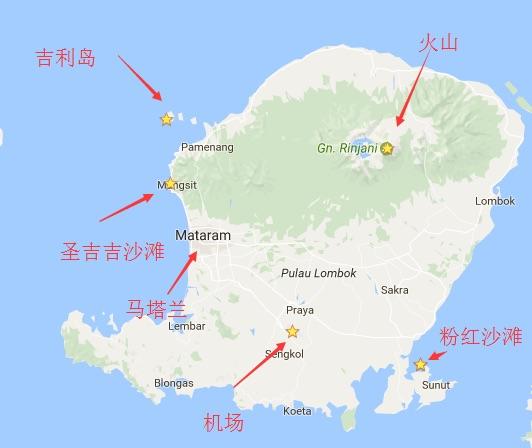 火山
吉利岛
Pamenang
Gn. Rinjani
Mangsit
Lombok
Mataram
圣吉吉沙滩
Pulau Lombok
Sakra
马塔兰
Praya
Lembar
粉红沙滩
Sengkol
Blongas
Sunut
机场
Koeta